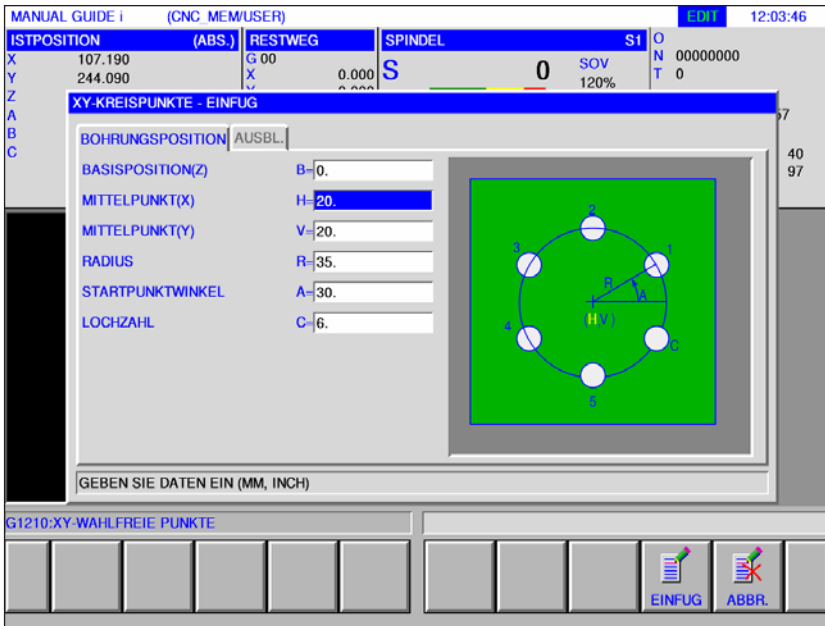 MANUAL GUIDE i (CNC_MEM/USER) EDIT 12:03:46
ISTPOSITION (ABS.) RESTWEG SPINDEL S1 O
X 107.190 G 00 S 0 SOV N 00000000
Y 244.090 X 0.000 120% T 0
Z
A
B
C 40
97
XY-KREISPUNKTE - EINFUG
BOHRUNGSPOSITION AUSBL.
BASISPOSITION(Z) B= 0.
MITTELPUNKT(X) H= 20.
MITTELPUNKT(Y) V= 20.
RADIUS R= 35.
STARTPUNKTWINKEL A= 30.
LOCHZAHL C= 6.
2
3 1
R
A
(H,V)
4 C
5
GEBEN SIE DATEN EIN (MM, INCH)
G1210:XY-WAHLFREIE PUNKTE
EINFUG ABBR.